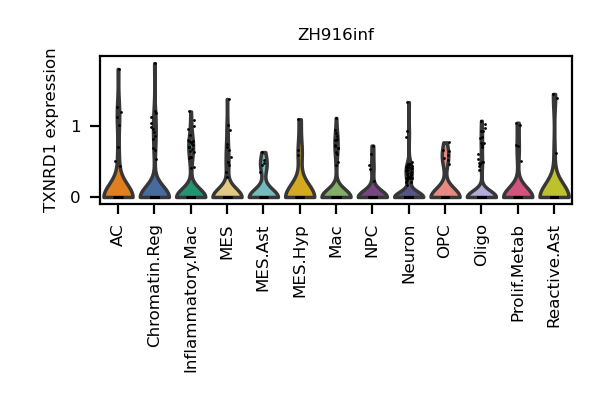 ZH916inf
TXNRD1 expression
1
0
AC
Chromatin.Reg
Inflammatory.Mac
MES
MES.Ast
MES.Hyp
Mac
NPC
Neuron
OPC
Oligo
Prolif.Metab
Reactive.Ast